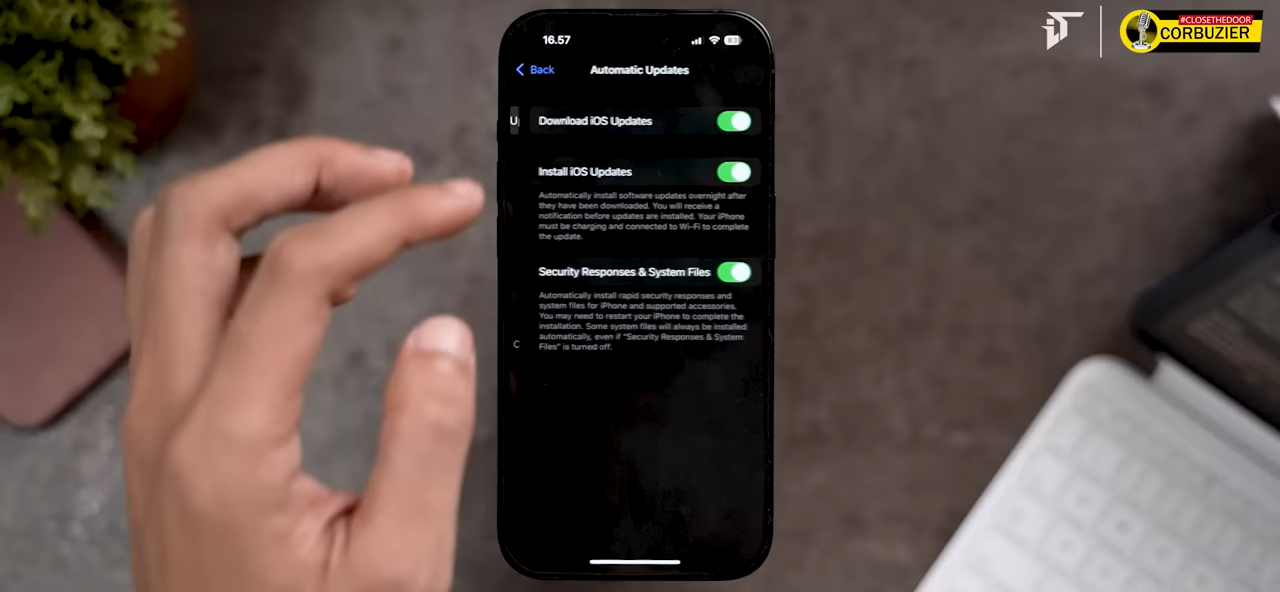 #CLOSETHEDOOR
CORBUZIER
16.57
83
Back
Automatic Updates
Download iOS Updates
Install iOS Updates
Automatically install software updates overnight after
they have been downloaded. You will receive a
notification before updates are installed. Your iPhone
must be charging and connected to Wi-Fi to complete
the update.
Security Responses & System Files
Automatically install rapid security responses and
system files for iPhone and supported accessories.
You may need to restart your iPhone to complete the
installation. Some system files will always be installed
automatically, even if “Security Responses & System
Files” is turned off.